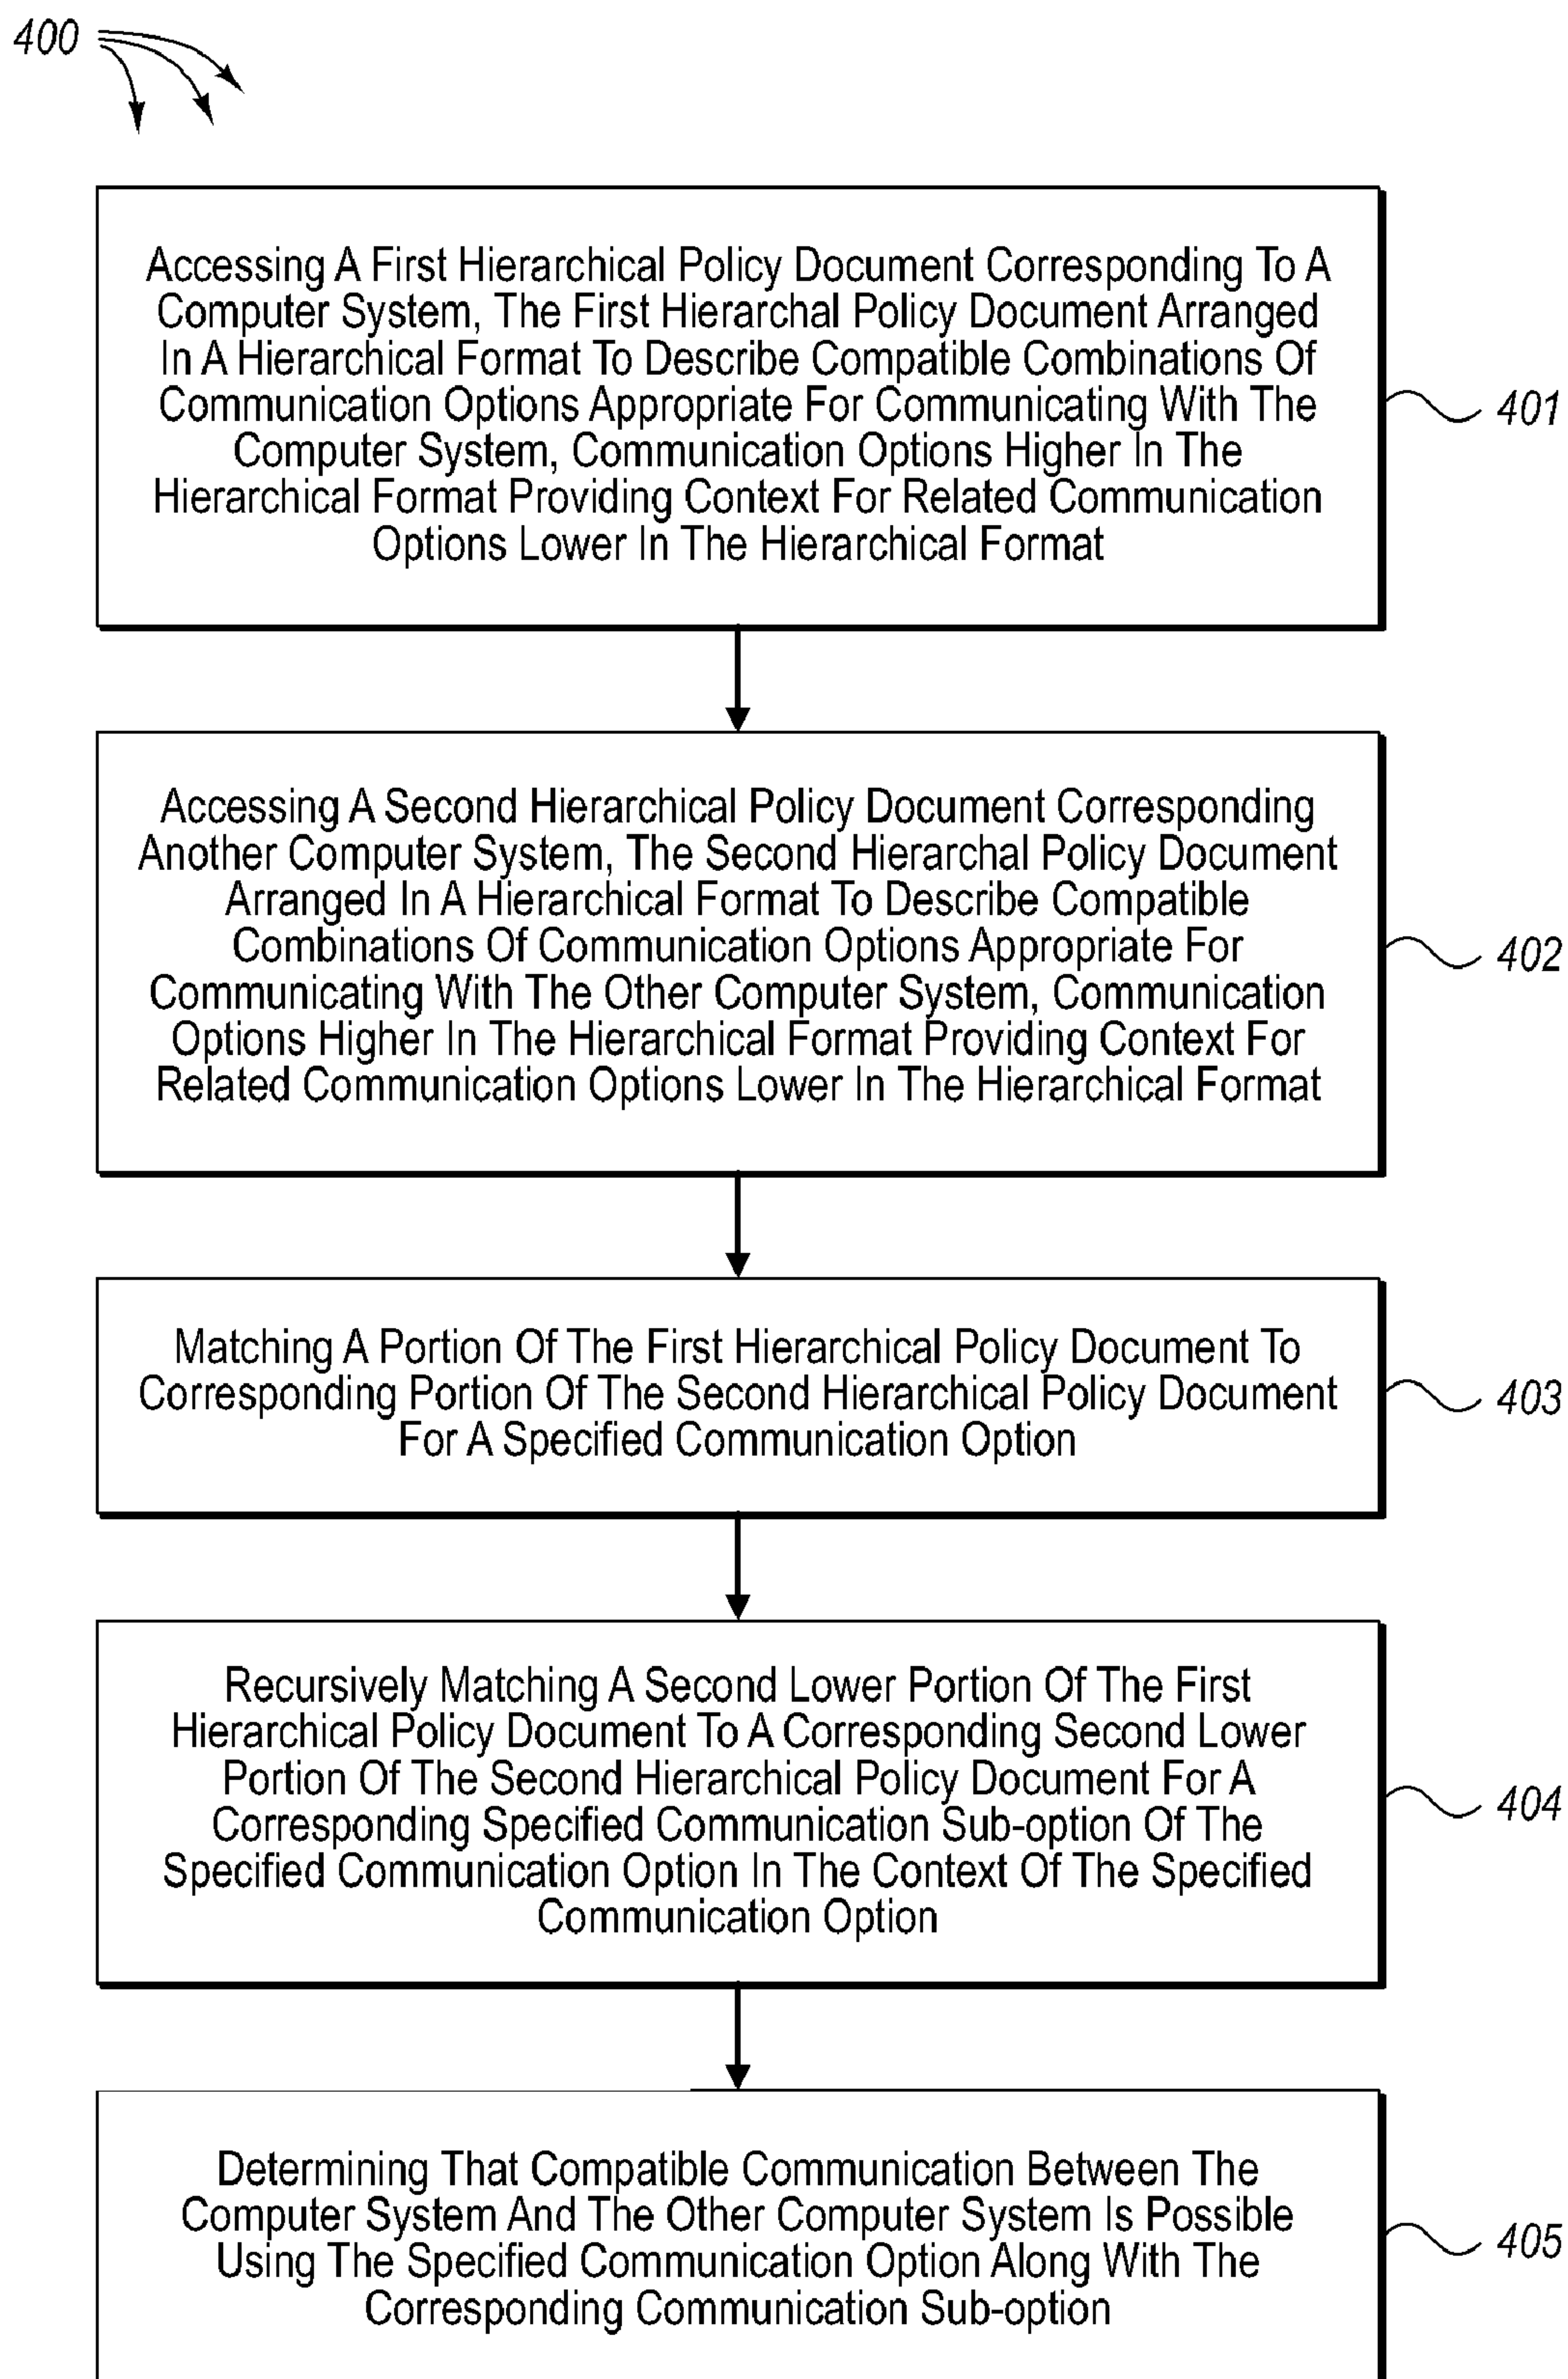 400
Accessing A First Hierarchical Policy Document Corresponding To A
Computer System, The First Hierarchal Policy Document Arranged
In A Hierarchical Format To Describe Compatible Combinations Of
Communication Options Appropriate For Communicating With The
Computer System, Communication Options Higher In The
Hierarchical Format Providing Context For Related Communication
Options Lower In The Hierarchical Format
401
Accessing A Second Hierarchical Policy Document Corresponding
Another Computer System, The Second Hierarchal Policy Document
Arranged In A Hierarchical Format To Describe Compatible
Combinations Of Communication Options Appropriate For
Communicating With The Other Computer System, Communication
Options Higher In The Hierarchical Format Providing Context For
Related Communication Options Lower In The Hierarchical Format
402
Matching A Portion Of The First Hierarchical Policy Document To
Corresponding Portion Of The Second Hierarchical Policy Document
For A Specified Communication Option
403
Recursively Matching A Second Lower Portion Of The First
Hierarchical Policy Document To A Corresponding Second Lower
Portion Of The Second Hierarchical Policy Document For A
Corresponding Specified Communication Sub-option Of The
Specified Communication Option In The Context Of The Specified
Communication Option
404
Determining That Compatible Communication Between The
Computer System And The Other Computer System Is Possible
Using The Specified Communication Option Along With The
Corresponding Communication Sub-option
405